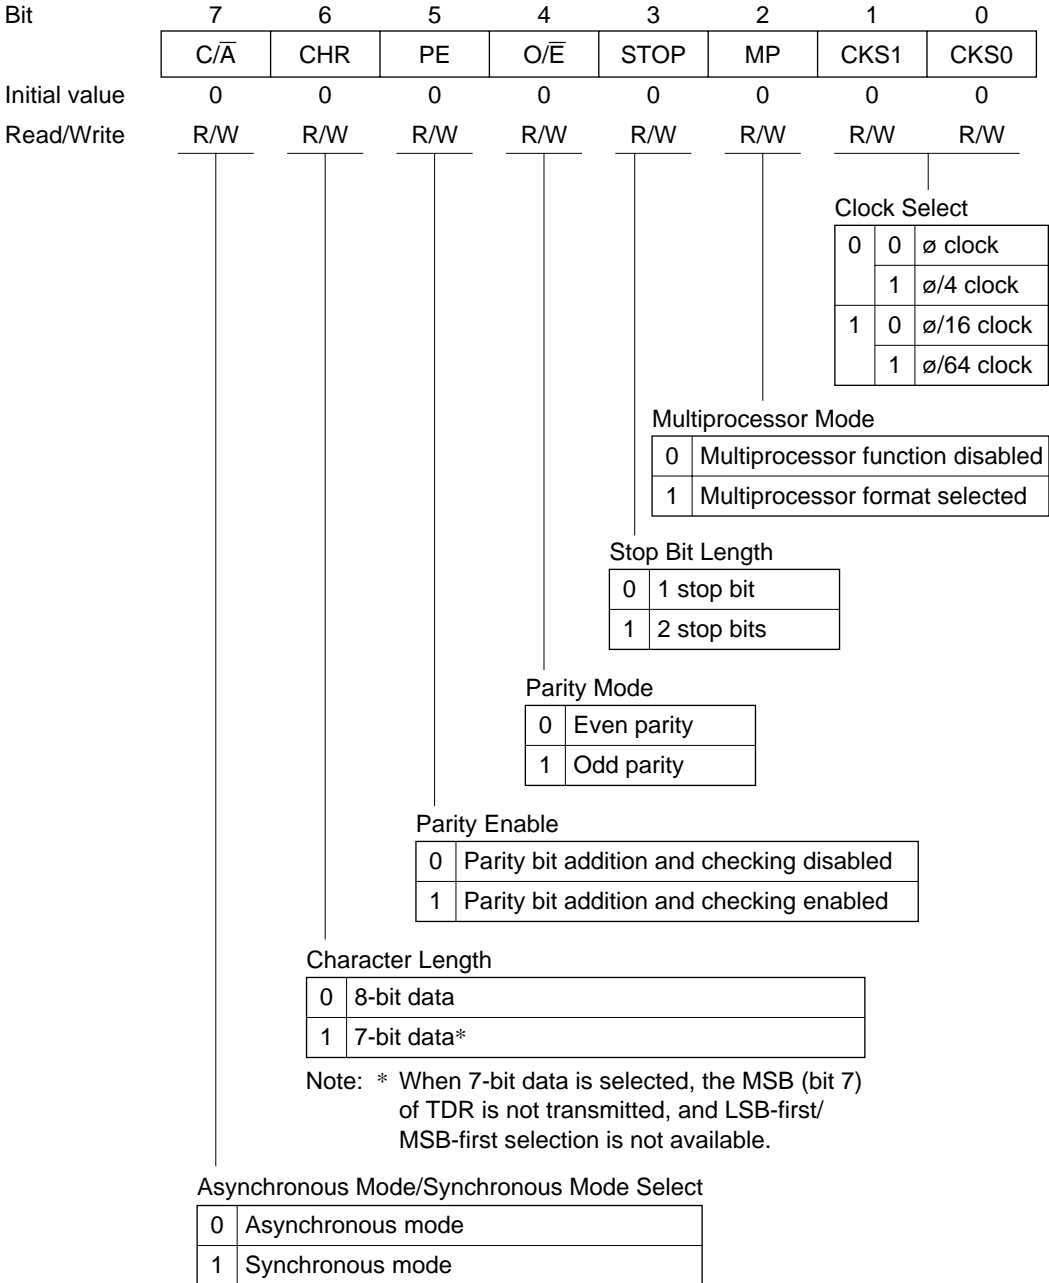 Bit 7 6 5 4 3 2 1 0
C/A̅ CHR PE O/E̅ STOP MP CKS1 CKS0
Initial value 0 0 0 0 0 0 0 0
Read/Write R/W R/W R/W R/W R/W R/W R/W R/W
Clock Select
0 0 ø clock
1 ø/4 clock
1 0 ø/16 clock
1 ø/64 clock
Multiprocessor Mode
0 Multiprocessor function disabled
1 Multiprocessor format selected
Stop Bit Length
0 1 stop bit
1 2 stop bits
Parity Mode
0 Even parity
1 Odd parity
Parity Enable
0 Parity bit addition and checking disabled
1 Parity bit addition and checking enabled
Character Length
0 8-bit data
1 7-bit data*
Note: * When 7-bit data is selected, the MSB (bit 7)
of TDR is not transmitted, and LSB-first/
MSB-first selection is not available.
Asynchronous Mode/Synchronous Mode Select
0 Asynchronous mode
1 Synchronous mode